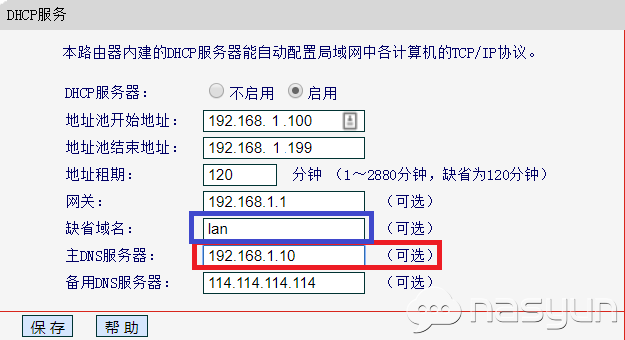 DHCP服务
本路由器内建的DHCP服务器能自动配置局域网中各计算机的TCP/IP协议。
DHCP服务器： 不启用 启用
地址池开始地址： 192.168. 1 .100
地址池结束地址： 192.168. 1 .199
地址租期： 120 分钟 （1～2880分钟，缺省为120分钟）
网关： 192.168.1.1 （可选）
缺省域名： lan （可选）
主DNS服务器： 192.168.1.10 （可选）
备用DNS服务器： 114.114.114.114 （可选）
保存 帮助
nasyun